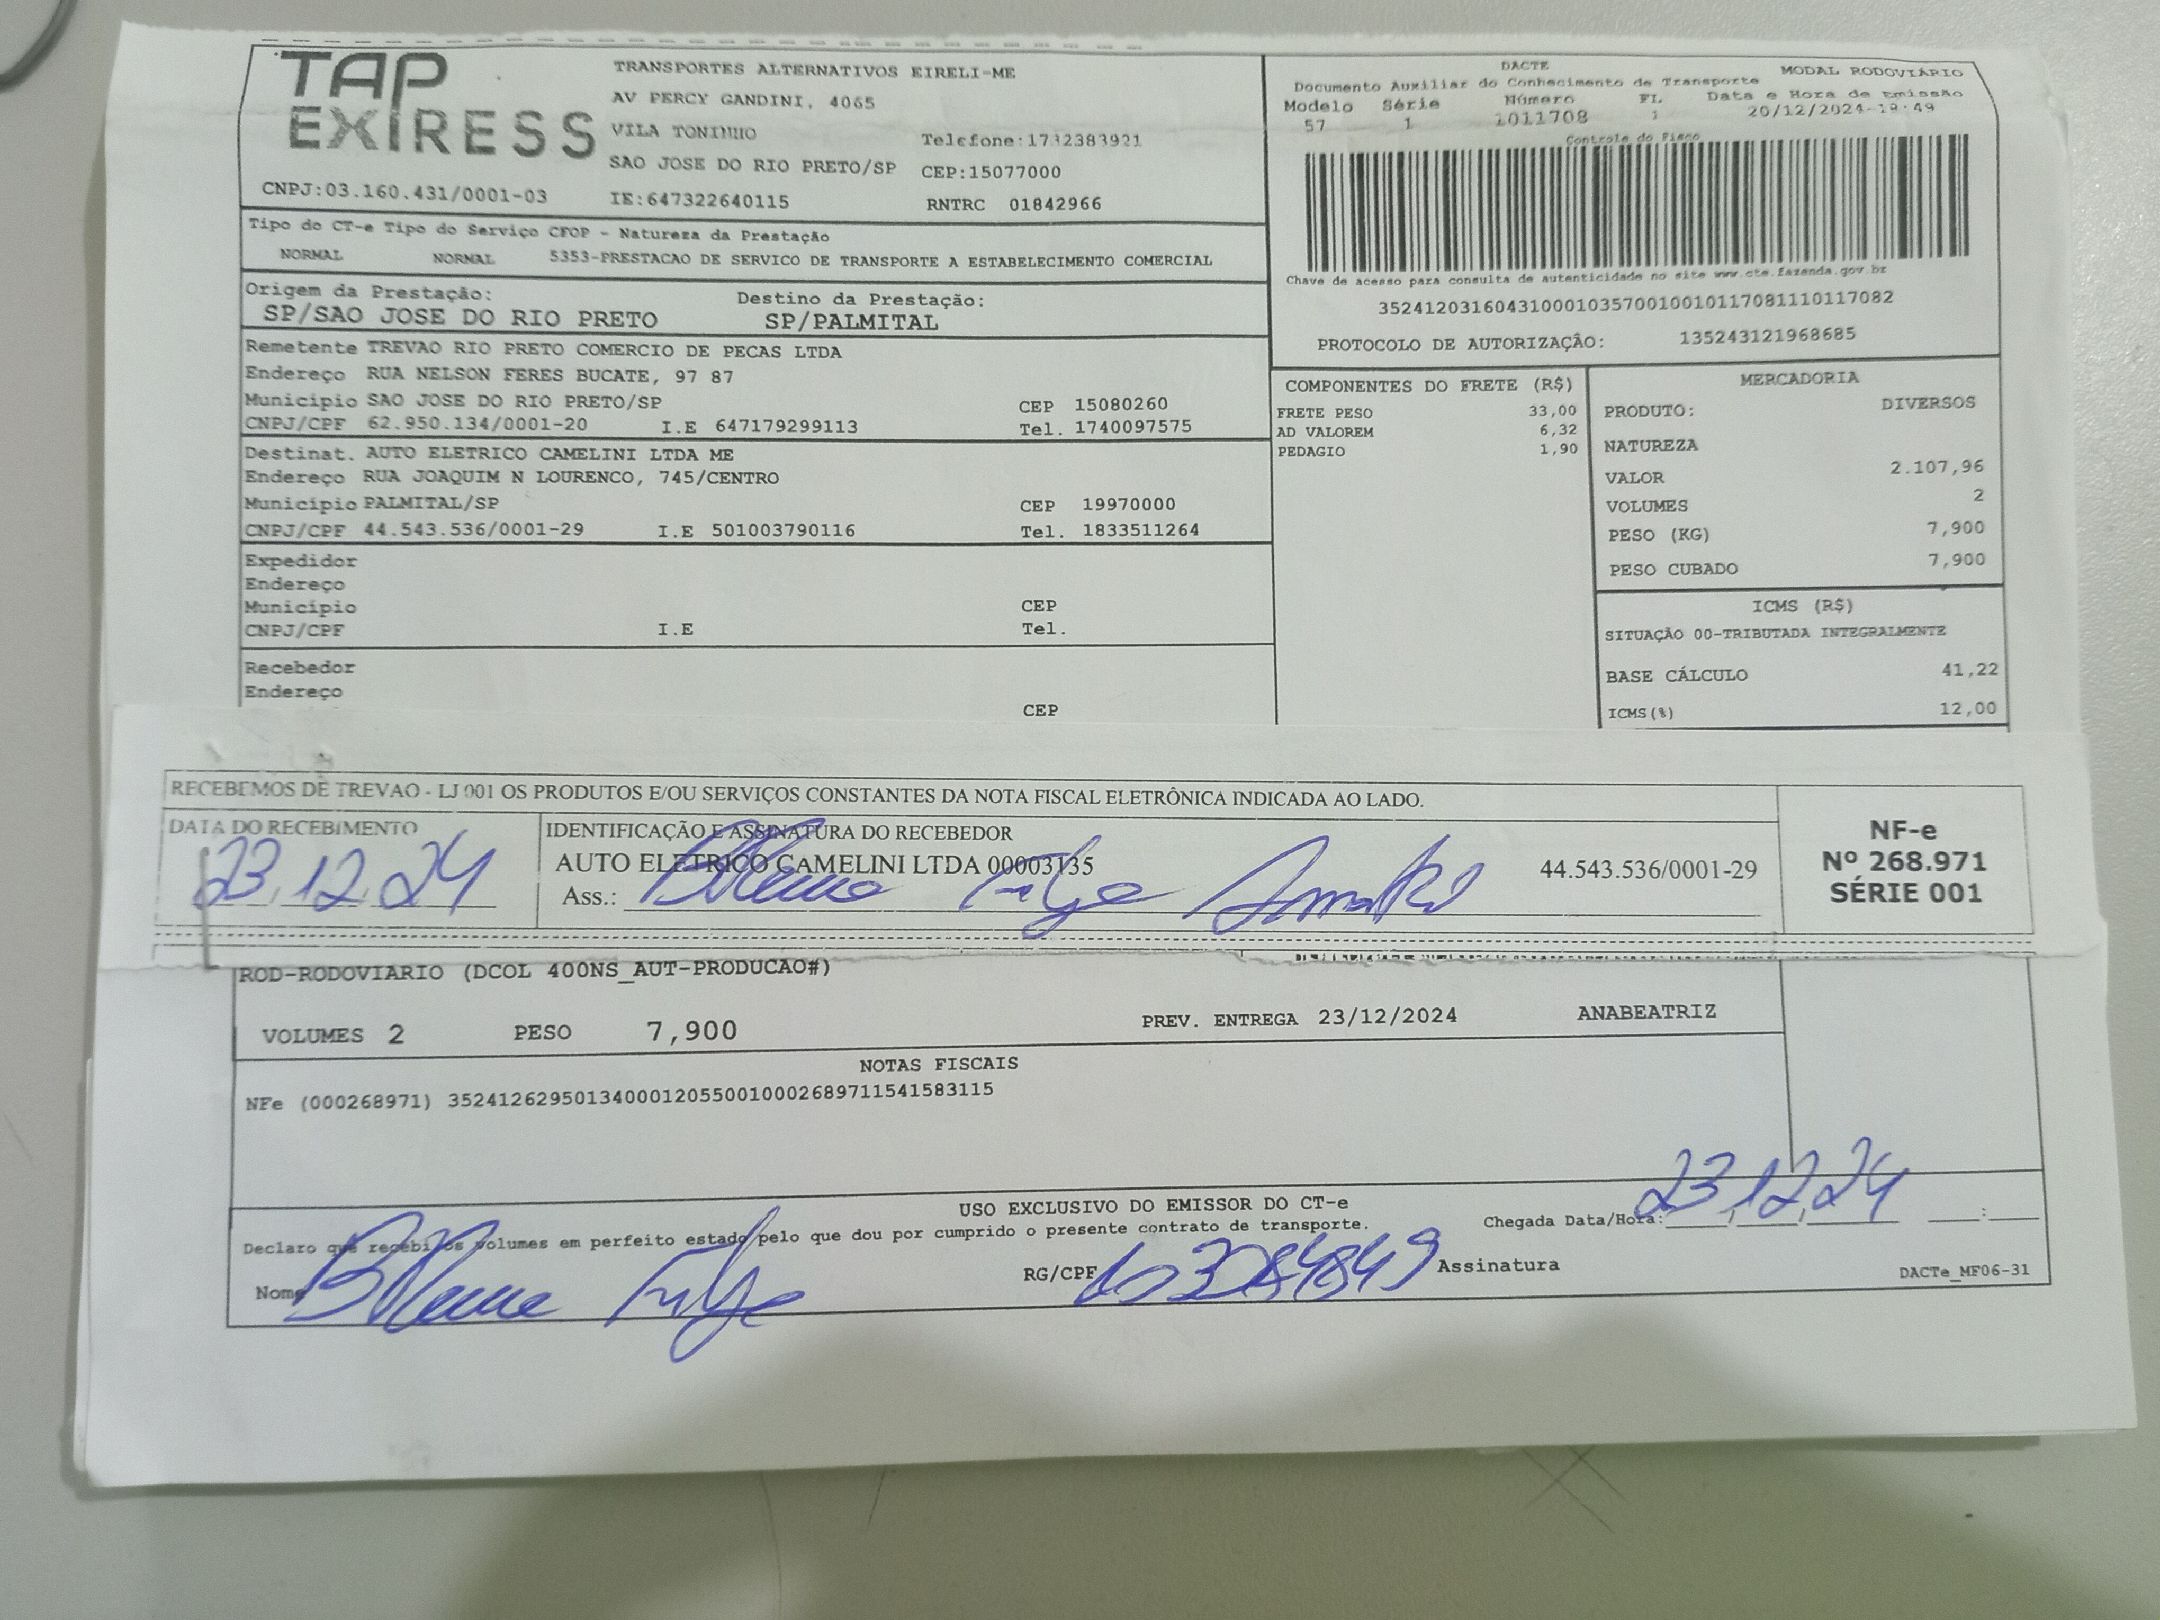 TAP
EXIRESS
CNPJ:03.160.431/0001-03
TRANSPORTES ALTERNATIVOS EIRELI-ME
AV PERCY GANDINI, 4065
VILA TONINHO
Telefone:1732383921
SAO JOSE DO RIO PRETO/SP CEP:15077000
IE:647322640115 RNTRC 01842966
DACTE MODAL RODOVIÁRIO
Documento Auxiliar do Conhecimento de Transporte
Modelo Série Número FL Data e Hora de Emissão
57 1 1011708 1 20/12/2024-19:49
Controle do Fisco
Chave de acesso para consulta de autenticidade no site www.cte.fazenda.gov.br
35241203160431000103570010010117081110117082
PROTOCOLO DE AUTORIZAÇÃO: 135243121968685
Tipo do CT-e Tipo do Serviço CFOP - Natureza da Prestação
NORMAL NORMAL 5353-PRESTACAO DE SERVICO DE TRANSPORTE A ESTABELECIMENTO COMERCIAL
Origem da Prestação: Destino da Prestação:
SP/SAO JOSE DO RIO PRETO SP/PALMITAL
Remetente TREVAO RIO PRETO COMERCIO DE PECAS LTDA
Endereço RUA NELSON FERES BUCATE, 97 87
Município SAO JOSE DO RIO PRETO/SP CEP 15080260
CNPJ/CPF 62.950.134/0001-20 I.E 647179299113 Tel. 1740097575
Destinat. AUTO ELETRICO CAMELINI LTDA ME
Endereço RUA JOAQUIM N LOURENCO, 745/CENTRO
Município PALMITAL/SP CEP 19970000
CNPJ/CPF 44.543.536/0001-29 I.E 501003790116 Tel. 1833511264
Expedidor
Endereço
Município CEP
CNPJ/CPF I.E Tel.
Recebedor
Endereço
CEP
COMPONENTES DO FRETE (R$)
FRETE PESO 33,00
AD VALOREM 6,32
PEDAGIO 1,90
MERCADORIA
PRODUTO: DIVERSOS
NATUREZA
VALOR 2.107,96
VOLUMES 2
PESO (KG) 7,900
PESO CUBADO 7,900
ICMS (R$)
SITUAÇÃO 00-TRIBUTADA INTEGRALMENTE
BASE CÁLCULO 41,22
ICMS(%) 12,00
RECEBEMOS DE TREVAO - LJ 001 OS PRODUTOS E/OU SERVIÇOS CONSTANTES DA NOTA FISCAL ELETRÔNICA INDICADA AO LADO.
DATA DO RECEBIMENTO
23.12.24
IDENTIFICAÇÃO E ASSINATURA DO RECEBEDOR
AUTO ELETRICO CAMELINI LTDA 00003135 44.543.536/0001-29
Ass.:
NF-e
Nº 268.971
SÉRIE 001
ROD-RODOVIARIO (DCOL 400NS_AUT-PRODUCAO#)
VOLUMES 2 PESO 7,900 PREV. ENTREGA 23/12/2024 ANABEATRIZ
NOTAS FISCAIS
NFe (000268971) 35241262950134000120550010002689711541583115
USO EXCLUSIVO DO EMISSOR DO CT-e
Declaro que recebi os volumes em perfeito estado pelo que dou por cumprido o presente contrato de transporte.
Chegada Data/Hora: 23 12 24
Nome RG/CPF Assinatura
DACTe_MF06-31